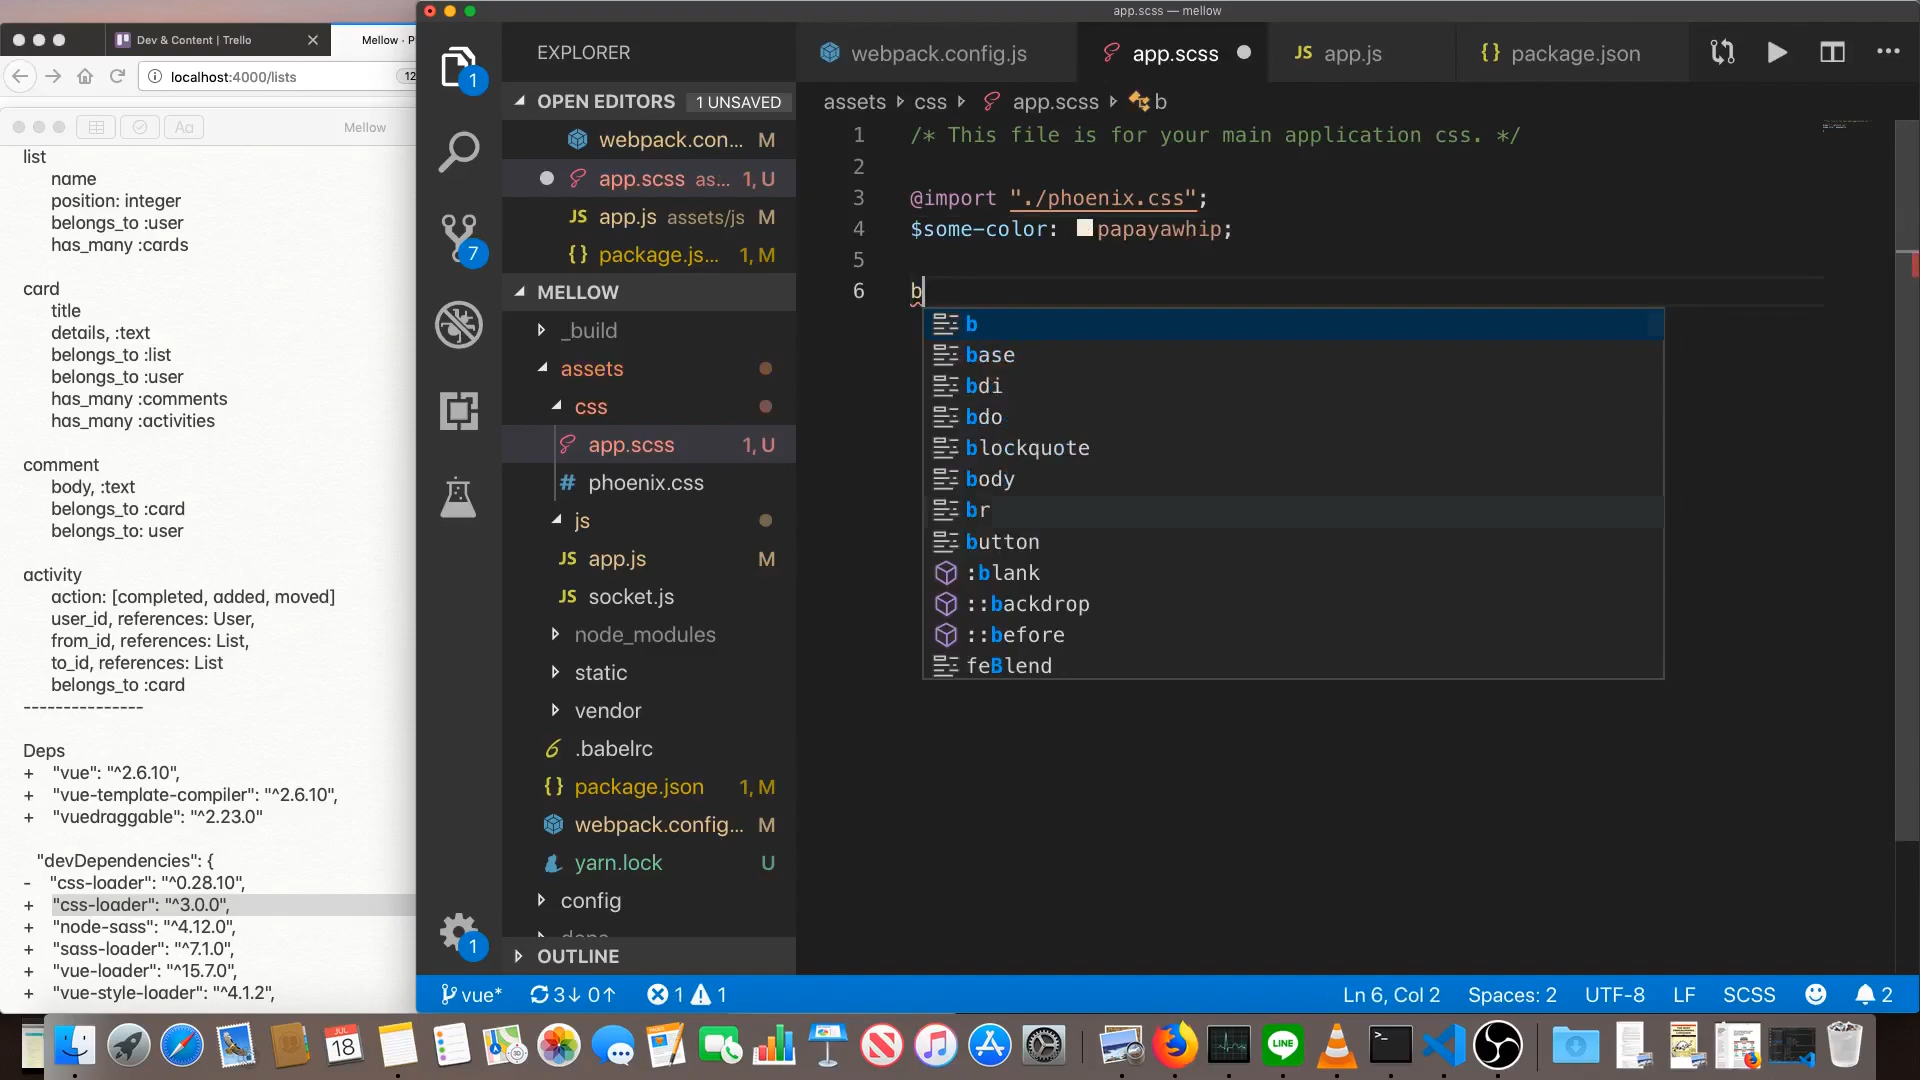 app.scss — mellow
Dev & Content | Trello
Mellow · P
localhost:4000/lists
12
Mellow
list
name
position: integer
belongs_to :user
has_many :cards
card
title
details, :text
belongs_to :list
belongs_to :user
has_many :comments
has_many :activities
comment
body, :text
belongs_to :card
belongs_to: user
activity
action: [completed, added, moved]
user_id, references: User,
from_id, references: List,
to_id, references: List
belongs_to :card
---------------
Deps
+ "vue": "^2.6.10",
+ "vue-template-compiler": "^2.6.10",
+ "vuedraggable": "^2.23.0"
"devDependencies": {
- "css-loader": "^0.28.10",
+ "css-loader": "^3.0.0",
+ "node-sass": "^4.12.0",
+ "sass-loader": "^7.1.0",
+ "vue-loader": "^15.7.0",
+ "vue-style-loader": "^4.1.2",
1
7
1
EXPLORER
OPEN EDITORS 1 UNSAVED
webpack.con... M
app.scss as... 1, U
JS app.js assets/js M
{} package.js... 1, M
MELLOW
_build
assets
css
app.scss 1, U
# phoenix.css
js
JS app.js M
JS socket.js
node_modules
static
vendor
.babelrc
{} package.json 1, M
webpack.config... M
yarn.lock U
config
deps
OUTLINE
webpack.config.js
app.scss
JS app.js
{} package.json
assets css app.scss b
1 /* This file is for your main application css. */
2
3 @import "./phoenix.css";
4 $some-color: papayawhip;
5
6 b
b
base
bdi
bdo
blockquote
body
br
button
:blank
::backdrop
::before
feBlend
vue* 3↓ 0↑ 1 1
Ln 6, Col 2 Spaces: 2 UTF-8 LF SCSS 2
JUL
18
LINE